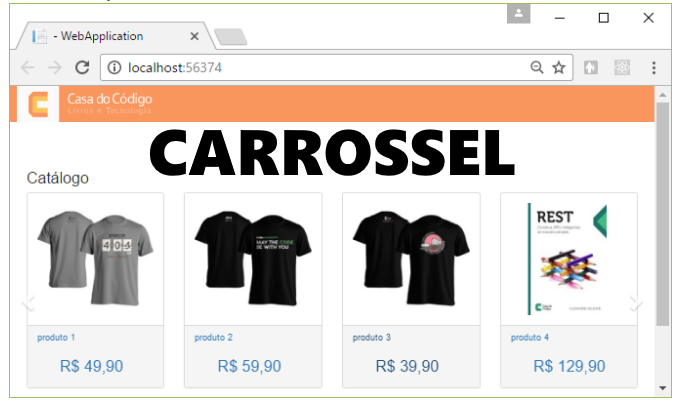 - WebApplication
localhost:56374
Casa do Código
Livros e Tecnologia
CARROSSEL
Catálogo
MAY THE CODE
BE WITH YOU
REST
produto 1
produto 2
produto 3
produto 4
R$ 49,90
R$ 59,90
R$ 39,90
R$ 129,90